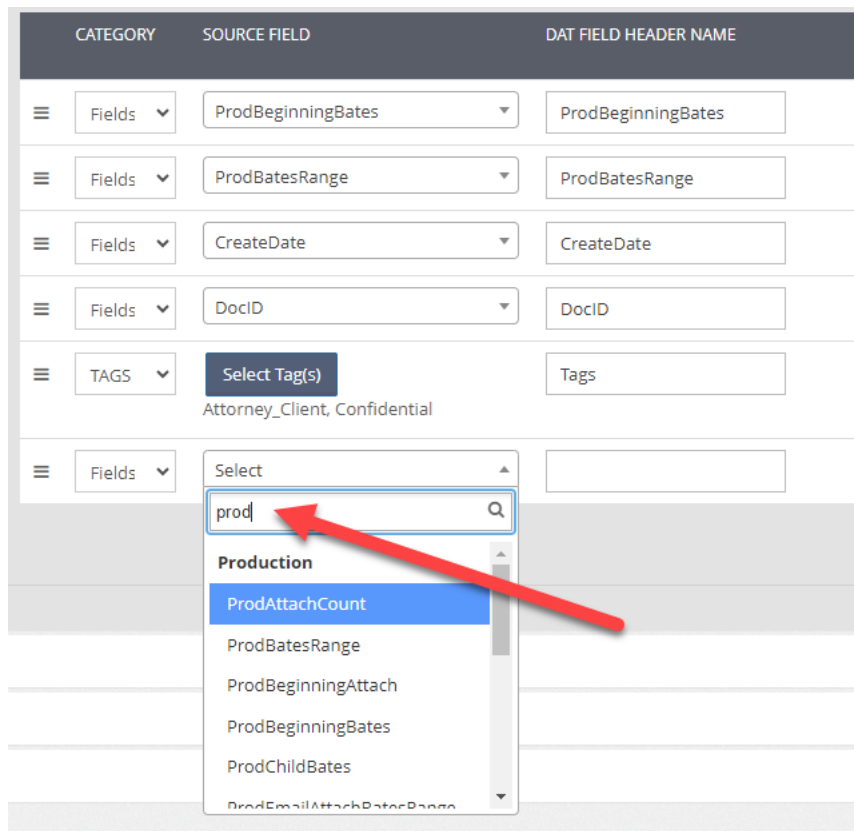 CATEGORY SOURCE FIELD DAT FIELD HEADER NAME
Fields ProdBeginningBates ProdBeginningBates
Fields ProdBatesRange ProdBatesRange
Fields CreateDate CreateDate
Fields DocID DocID
TAGS Select Tag(s) Tags
Attorney_Client, Confidential
Fields Select
prod
Production
ProdAttachCount
ProdBatesRange
ProdBeginningAttach
ProdBeginningBates
ProdChildBates
ProdEmailAttachBatesRange